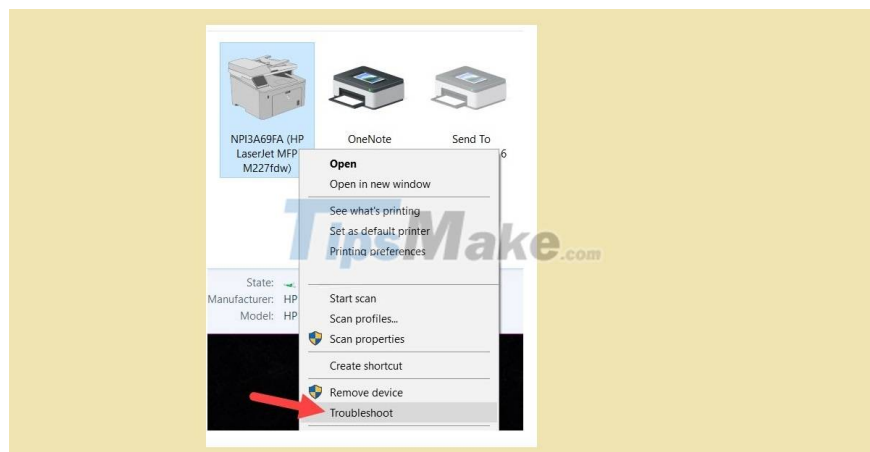 NPI3A69FA (HP
LaserJet MFP
M227fdw)
OneNote
Send To
6
Open
Open in new window
See what's printing
Set as default printer
Printing preferences
TipsMake.com
State:
Manufacturer: HP
Model: HP
Start scan
Scan profiles...
Scan properties
Create shortcut
Remove device
Troubleshoot